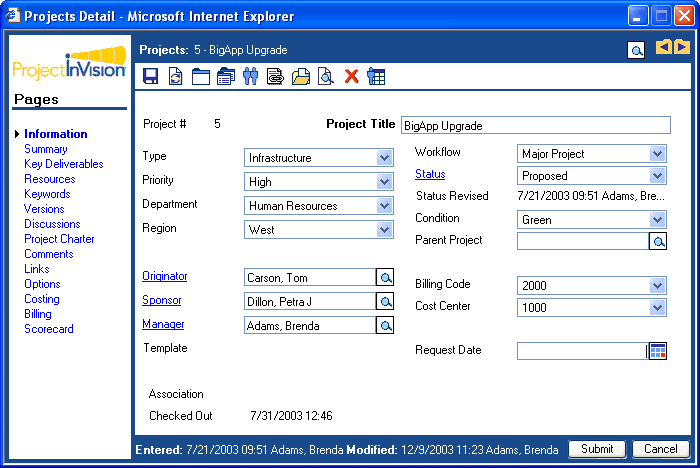 Projects Detail - Microsoft Internet Explorer
ProjectinVision
Projects: 5 - BigApp Upgrade
Pages
Information
Summary
Key Deliverables
Resources
Keywords
Versions
Discussions
Project Charter
Comments
Links
Options
Costing
Billing
Scorecard
Project # 5
Project Title BigApp Upgrade
Type Infrastructure
Priority High
Department Human Resources
Region West
Workflow Major Project
Status Proposed
Status Revised 7/21/2003 09:51 Adams, Bre...
Condition Green
Parent Project
Originator Carson, Tom
Sponsor Dillon, Petra J
Manager Adams, Brenda
Template
Billing Code 2000
Cost Center 1000
Request Date
Association
Checked Out 7/31/2003 12:46
Entered: 7/21/2003 09:51 Adams, Brenda Modified: 12/9/2003 11:23 Adams, Brenda
Submit
Cancel